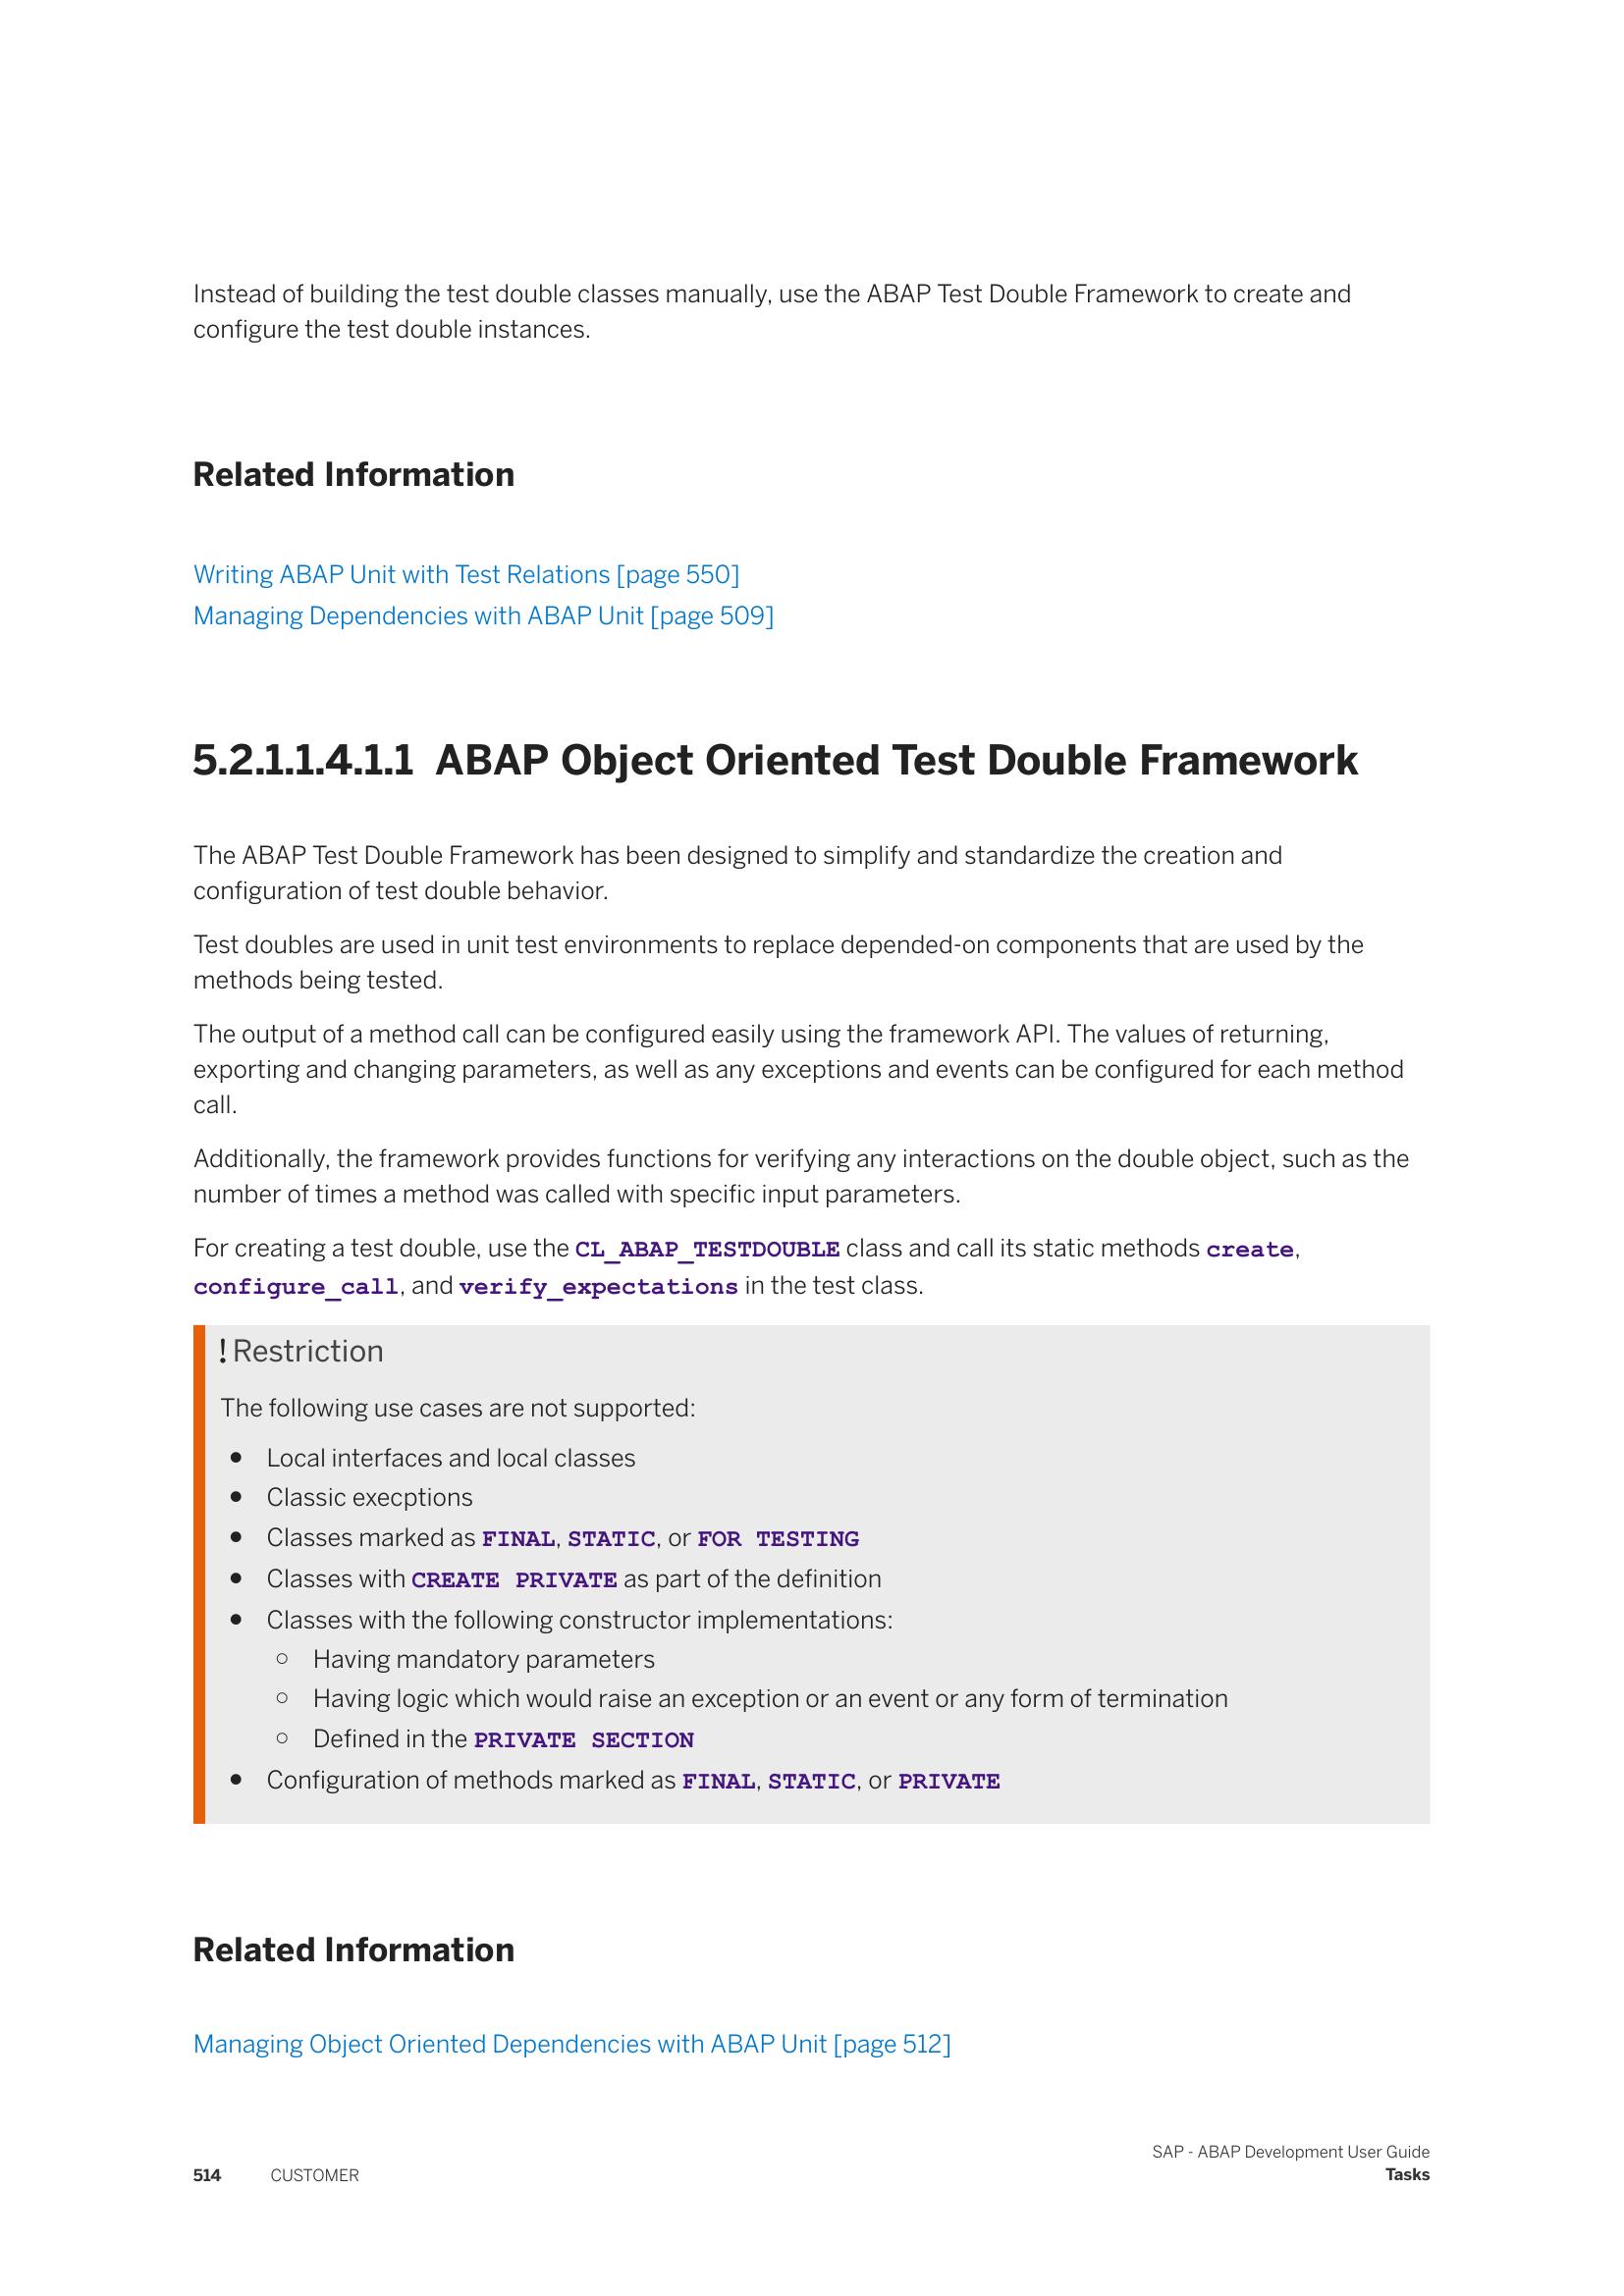 Instead of building the test double classes manually, use the ABAP Test Double Framework to create and
configure the test double instances.
Related Information
Writing ABAP Unit with Test Relations [page 550]
Managing Dependencies with ABAP Unit [page 509]
5.2.1.1.4.1.1 ABAP Object Oriented Test Double Framework
The ABAP Test Double Framework has been designed to simplify and standardize the creation and
configuration of test double behavior.
Test doubles are used in unit test environments to replace depended-on components that are used by the
methods being tested.
The output of a method call can be configured easily using the framework API. The values of returning,
exporting and changing parameters, as well as any exceptions and events can be configured for each method
call.
Additionally, the framework provides functions for verifying any interactions on the double object, such as the
number of times a method was called with specific input parameters.
For creating a test double, use the CL_ABAP_TESTDOUBLE class and call its static methods create,
configure_call, and verify_expectations in the test class.
! Restriction
The following use cases are not supported:
● Local interfaces and local classes
● Classic execptions
● Classes marked as FINAL, STATIC, or FOR TESTING
● Classes with CREATE PRIVATE as part of the definition
● Classes with the following constructor implementations:
○ Having mandatory parameters
○ Having logic which would raise an exception or an event or any form of termination
○ Defined in the PRIVATE SECTION
● Configuration of methods marked as FINAL, STATIC, or PRIVATE
Related Information
Managing Object Oriented Dependencies with ABAP Unit [page 512]
SAP - ABAP Development User Guide
514 CUSTOMER Tasks